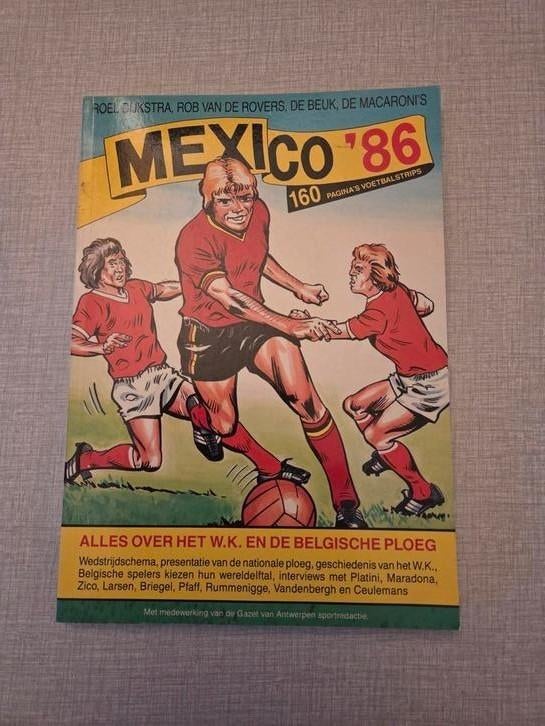 ROEL DIJKSTRA, ROB VAN DE ROVERS, DE BEUK, DE MACARONI'S
MEXICO '86
160 PAGINA'S VOETBALSTRIPS
ALLES OVER HET W.K. EN DE BELGISCHE PLOEG
Wedstrijdschema, presentatie van de nationale ploeg, geschiedenis van het W.K.,
Belgische spelers kiezen hun wereldelftal, interviews met Platini, Maradona,
Zico, Larsen, Briegel, Pfaff, Rummenigge, Vandenbergh en Ceulemans
Met medewerking van de Gazet van Antwerpen sportredactie.